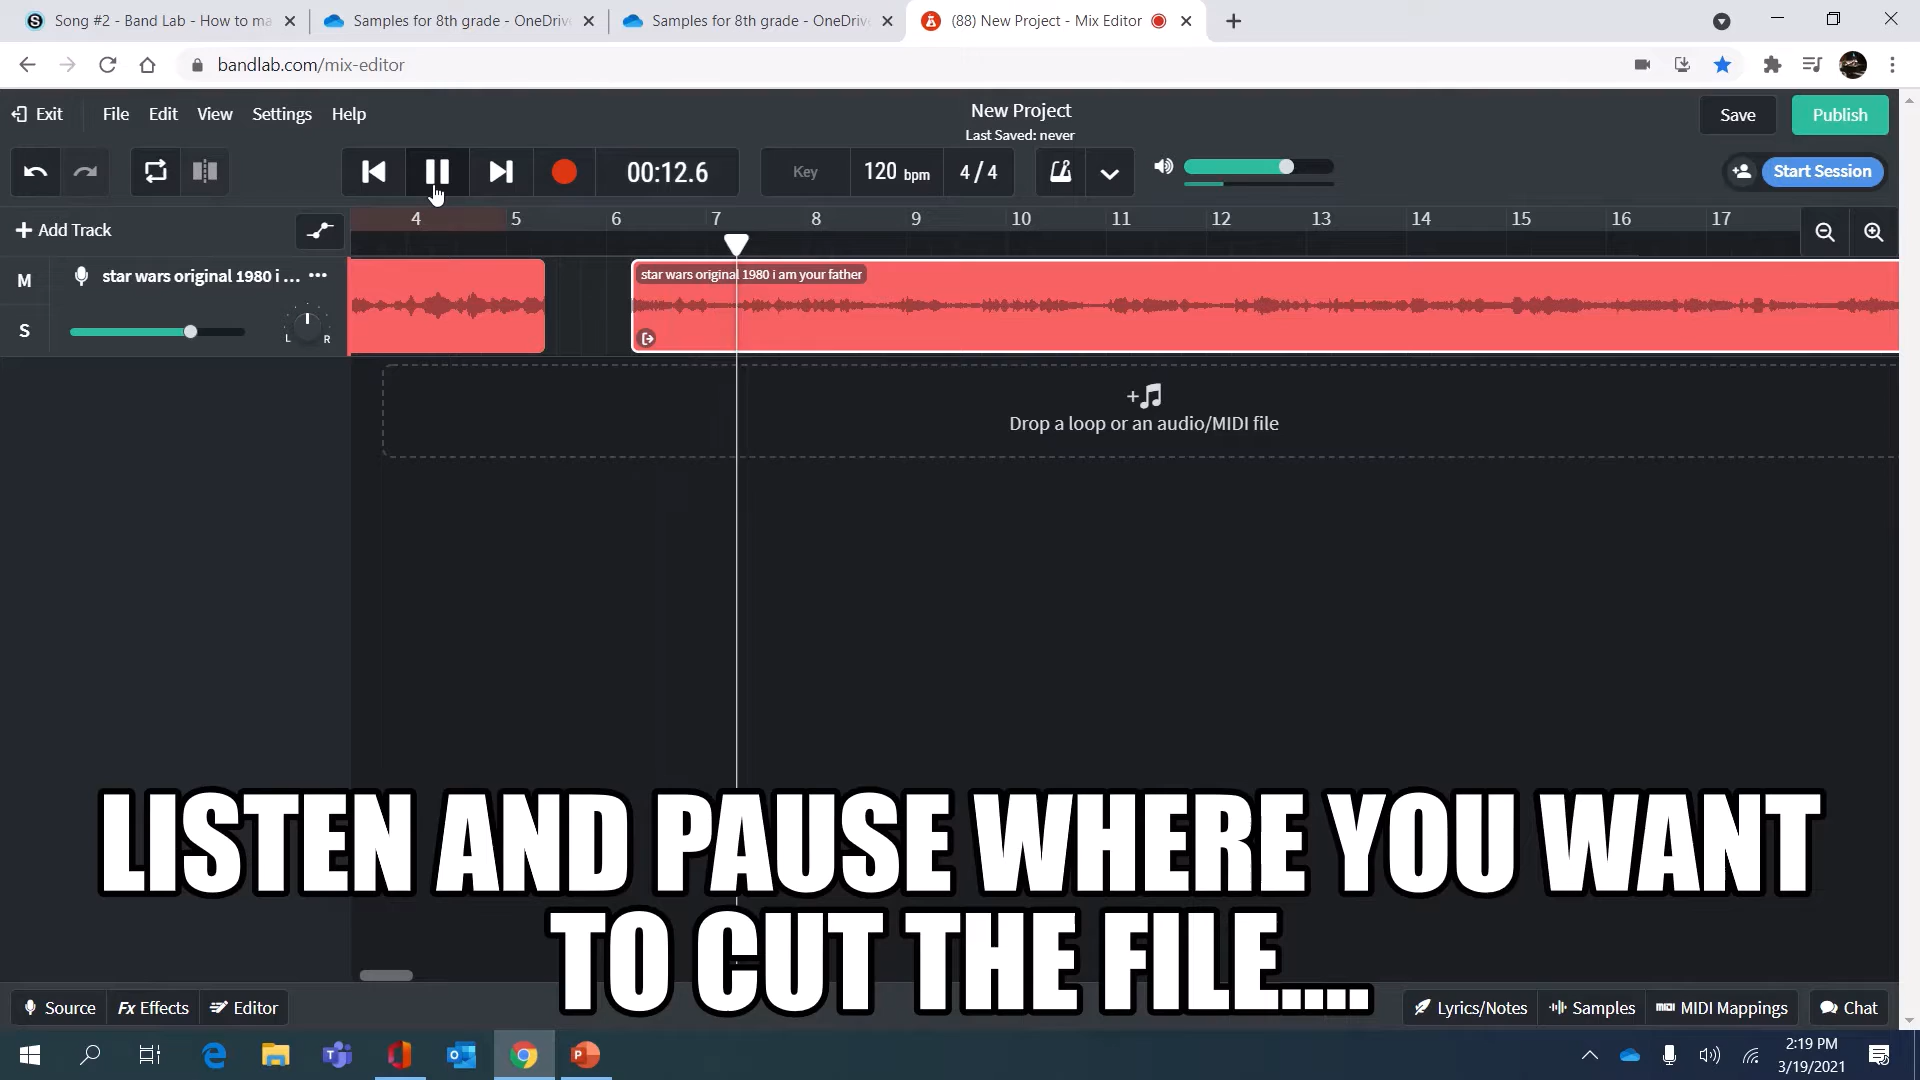 Song #2 - Band Lab - How to ma
Samples for 8th grade - OneDriv
Samples for 8th grade - OneDriv
(88) New Project - Mix Editor
bandlab.com/mix-editor
Exit File Edit View Settings Help
New Project
Last Saved: never
Save
Publish
00:12.6
Key
120 bpm
4 / 4
Start Session
+ Add Track
4 5 6 7 8 9 10 11 12 13 14 15 16 17
M
star wars original 1980 i ...
star wars original 1980 i am your father
S
L R
Drop a loop or an audio/MIDI file
LISTEN AND PAUSE WHERE YOU WANT
TO CUT THE FILE....
Source
Fx Effects
Editor
Lyrics/Notes
Samples
MIDI MIDI Mappings
Chat
2:19 PM
3/19/2021